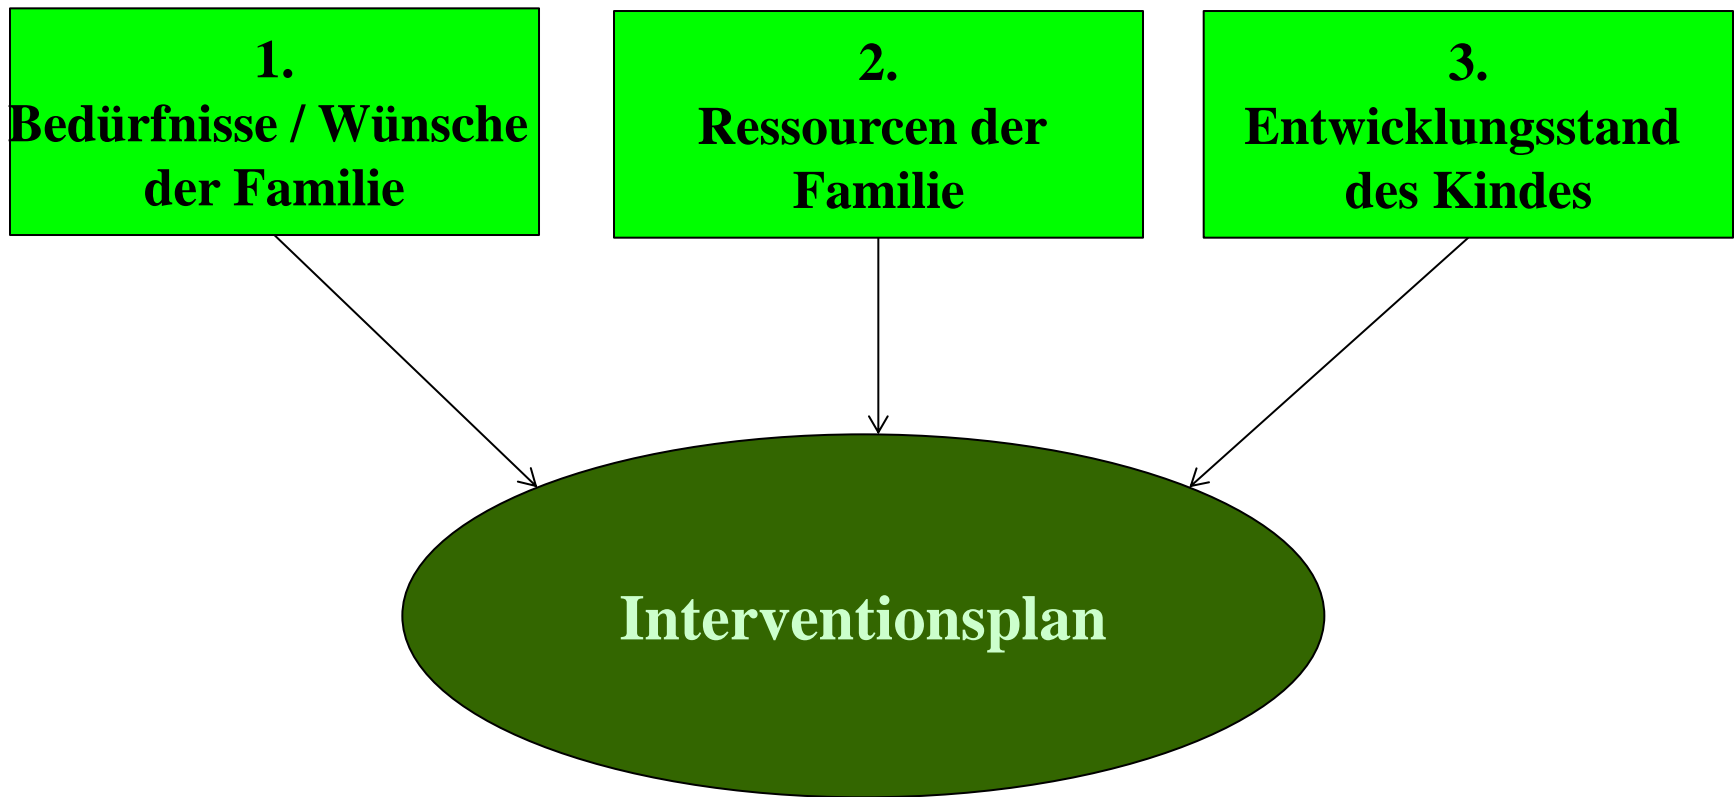 1.
Bedürfnisse / Wünsche
der Familie
2.
Ressourcen der
Familie
3.
Entwicklungsstand
des Kindes
Interventionsplan